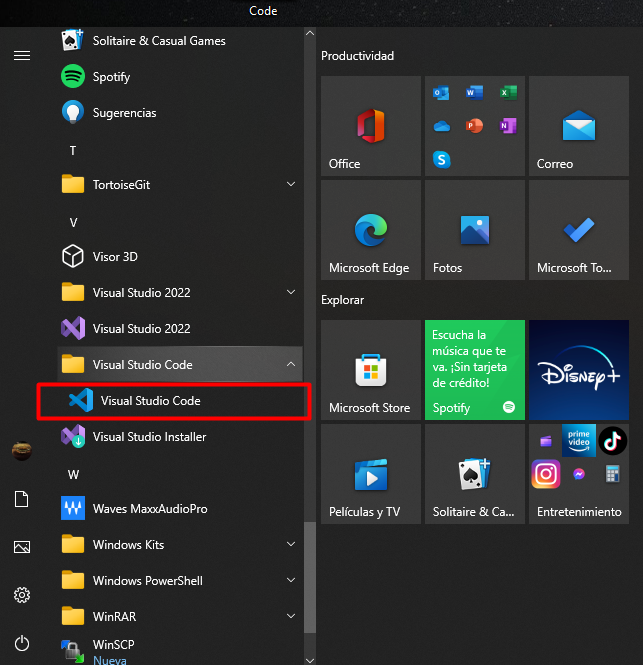 Code
Solitaire & Casual Games
Spotify
Sugerencias
T
TortoiseGit
V
Visor 3D
Visual Studio 2022
Visual Studio 2022
Visual Studio Code
Visual Studio Code
Visual Studio Installer
W
Waves MaxxAudioPro
Windows Kits
Windows PowerShell
WinRAR
WinSCP
Nueva
Productividad
Office
Correo
Microsoft Edge
Fotos
Microsoft To...
Explorar
Microsoft Store
Escucha la
música que te
va. ¡Sin tarjeta
de crédito!
Spotify
Disney+
Películas y TV
Solitaire & Ca...
prime
video
Entretenimiento